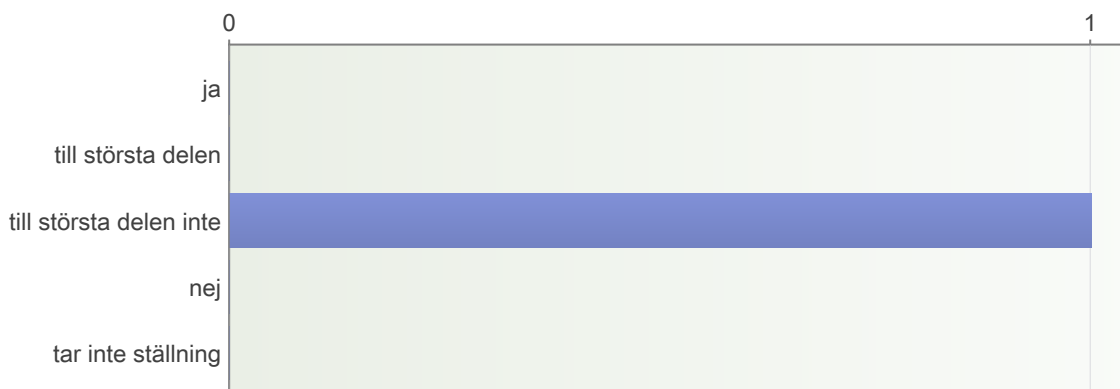 0 1
ja
till största delen
till största delen inte
nej
tar inte ställning